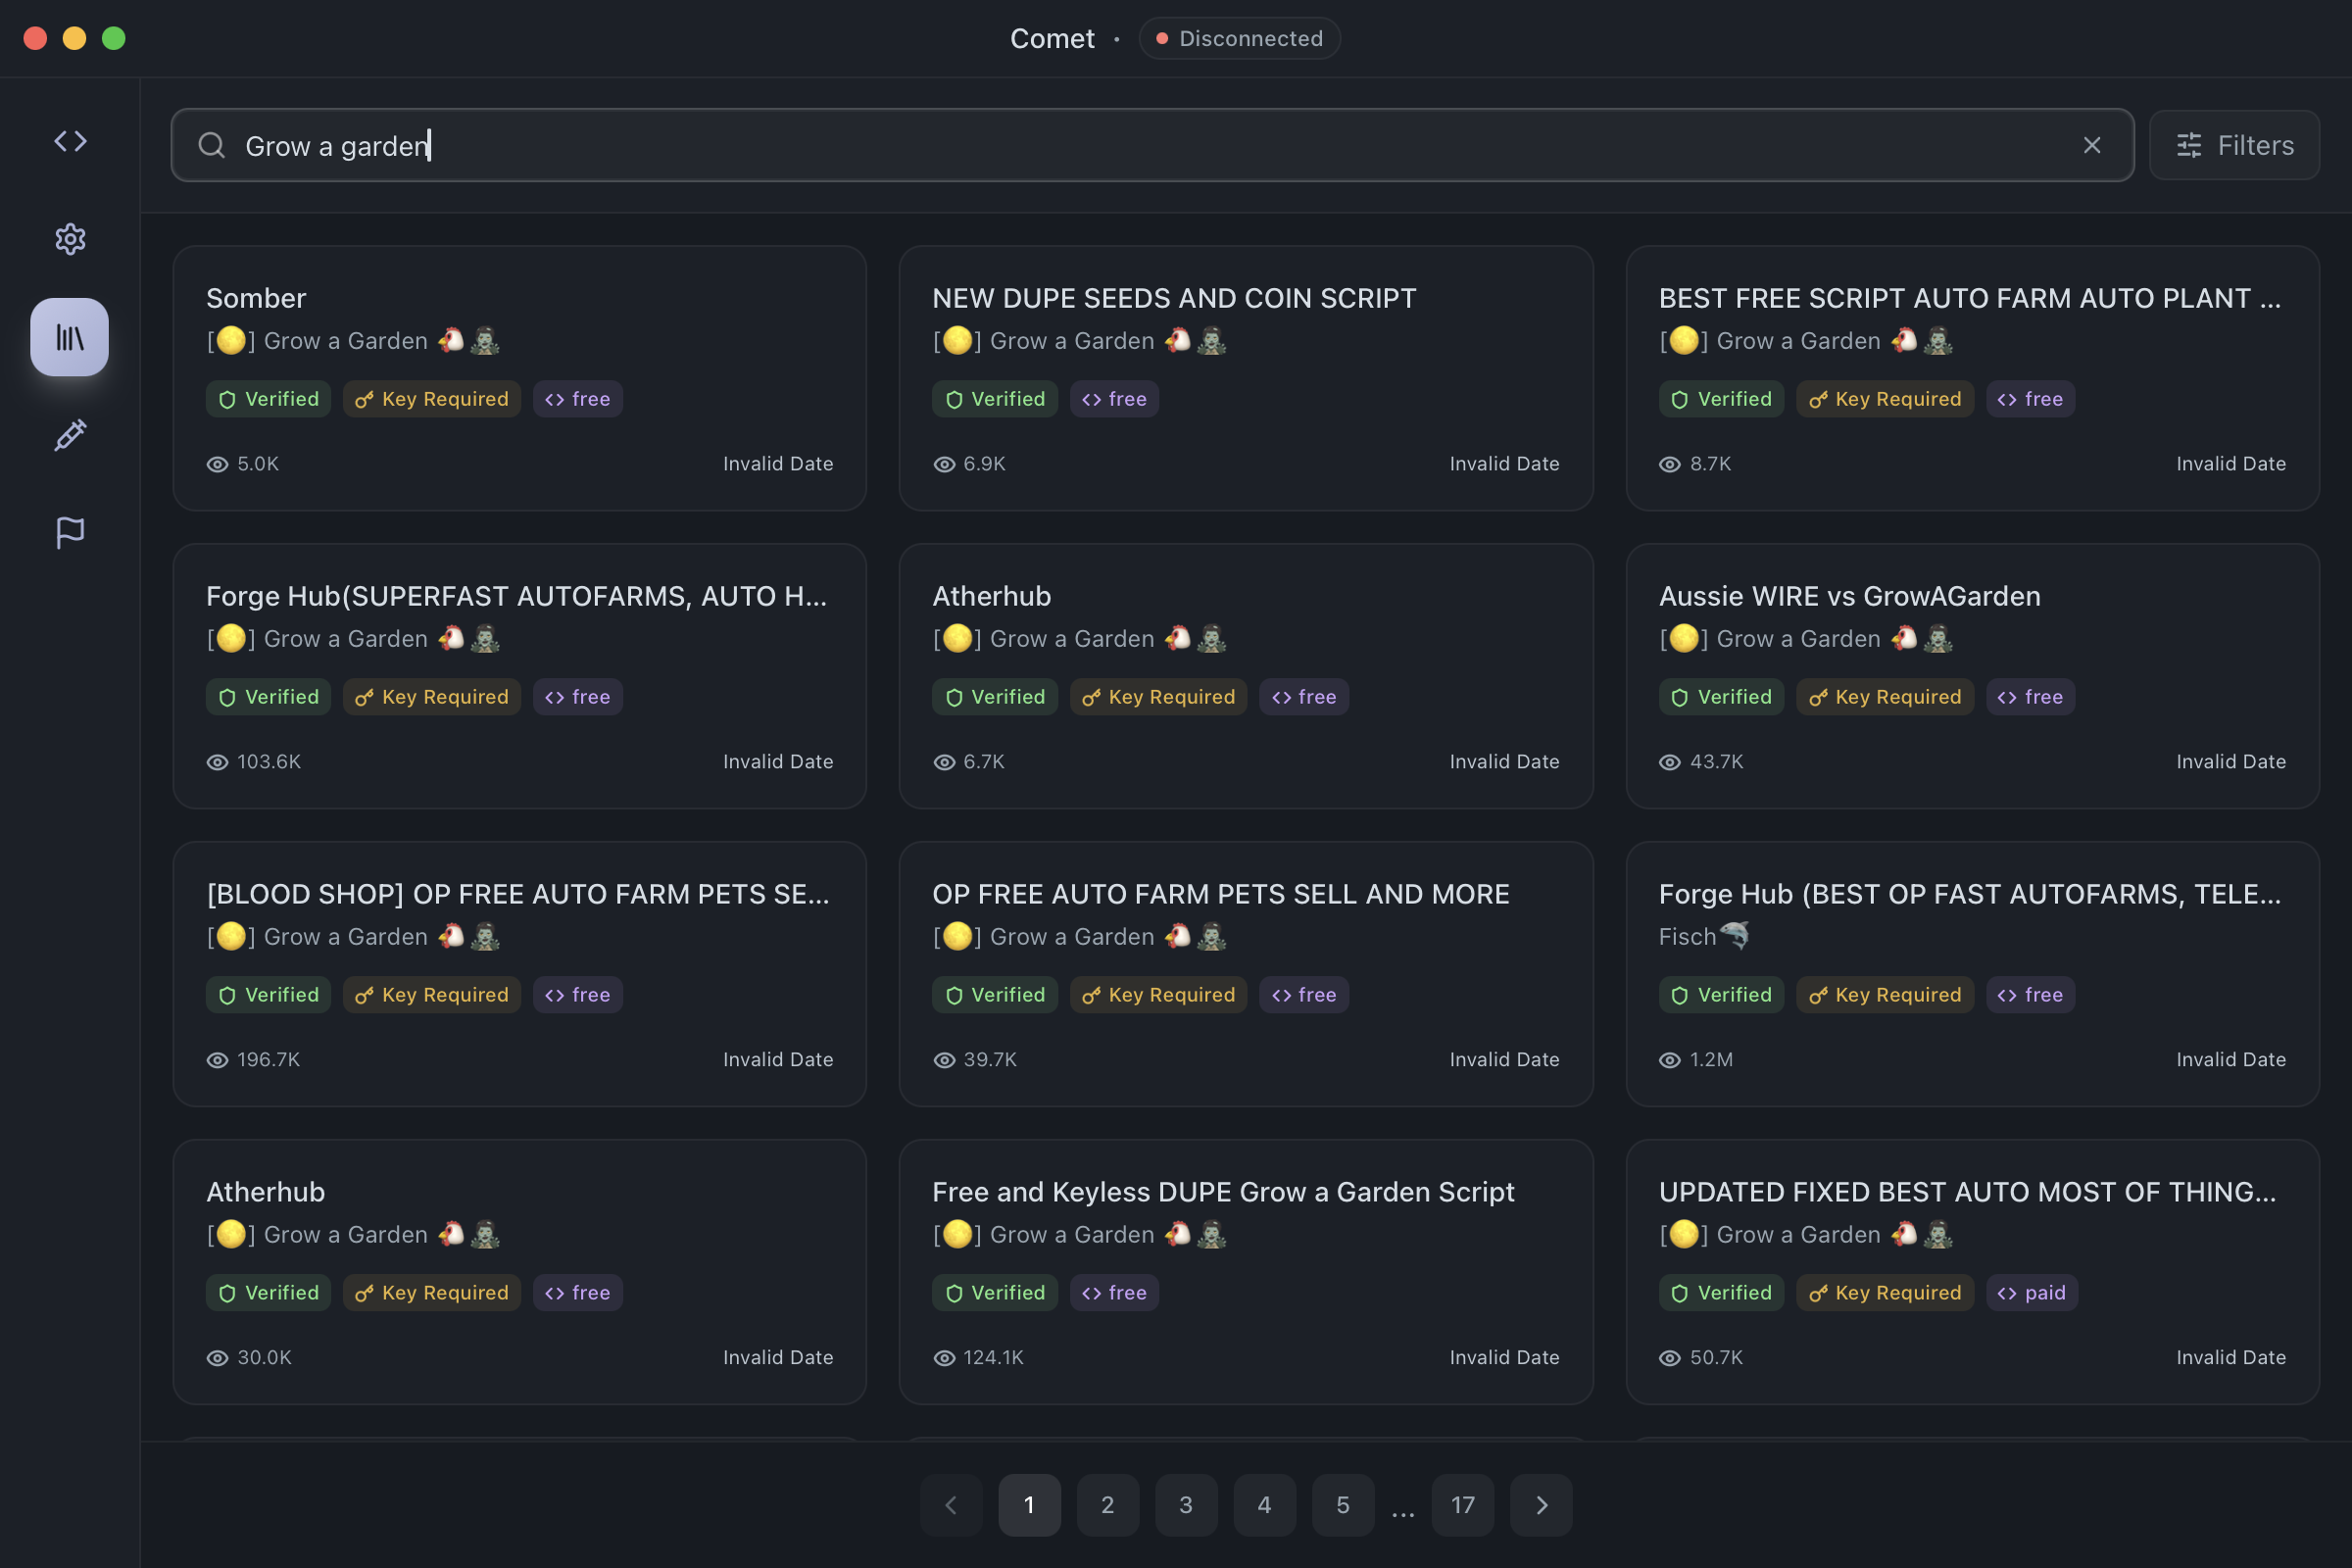 Comet · Disconnected
Grow a garden
Filters
Somber
[🌕] Grow a Garden 🐔🧟
Verified Key Required free
5.0K Invalid Date
NEW DUPE SEEDS AND COIN SCRIPT
[🌕] Grow a Garden 🐔🧟
Verified free
6.9K Invalid Date
BEST FREE SCRIPT AUTO FARM AUTO PLANT ...
[🌕] Grow a Garden 🐔🧟
Verified Key Required free
8.7K Invalid Date
Forge Hub(SUPERFAST AUTOFARMS, AUTO H...
[🌕] Grow a Garden 🐔🧟
Verified Key Required free
103.6K Invalid Date
Atherhub
[🌕] Grow a Garden 🐔🧟
Verified Key Required free
6.7K Invalid Date
Aussie WIRE vs GrowAGarden
[🌕] Grow a Garden 🐔🧟
Verified Key Required free
43.7K Invalid Date
[BLOOD SHOP] OP FREE AUTO FARM PETS SE...
[🌕] Grow a Garden 🐔🧟
Verified Key Required free
196.7K Invalid Date
OP FREE AUTO FARM PETS SELL AND MORE
[🌕] Grow a Garden 🐔🧟
Verified Key Required free
39.7K Invalid Date
Forge Hub (BEST OP FAST AUTOFARMS, TELE...
Fisch🦈
Verified Key Required free
1.2M Invalid Date
Atherhub
[🌕] Grow a Garden 🐔🧟
Verified Key Required free
30.0K Invalid Date
Free and Keyless DUPE Grow a Garden Script
[🌕] Grow a Garden 🐔🧟
Verified free
124.1K Invalid Date
UPDATED FIXED BEST AUTO MOST OF THING...
[🌕] Grow a Garden 🐔🧟
Verified Key Required paid
50.7K Invalid Date
1 2 3 4 5 ... 17